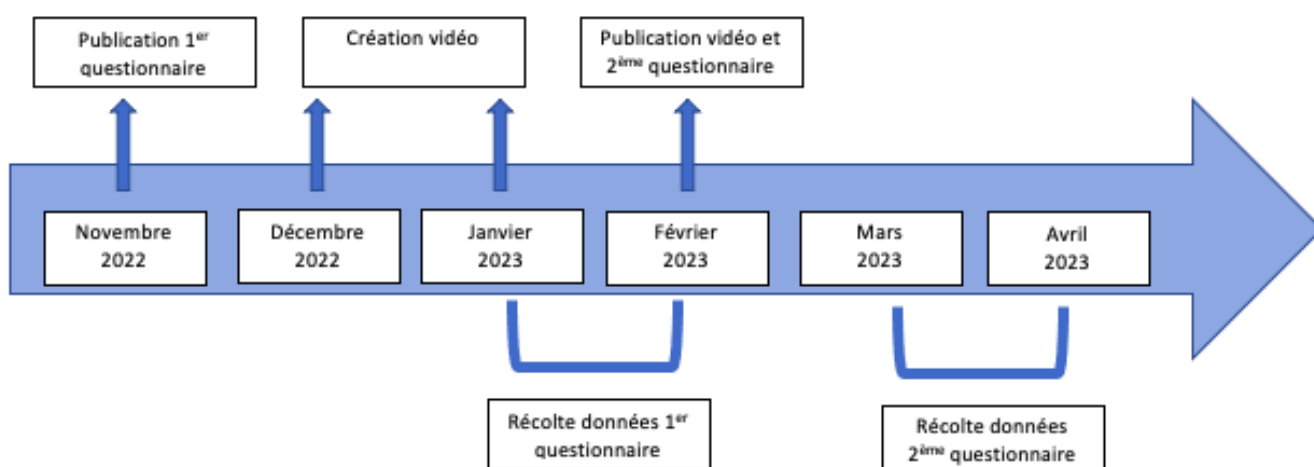 Publication 1er
questionnaire
Création vidéo
Publication vidéo et
2ème questionnaire
Novembre
2022
Décembre
2022
Janvier
2023
Février
2023
Mars
2023
Avril
2023
Récolte données 1er
questionnaire
Récolte données
2ème questionnaire